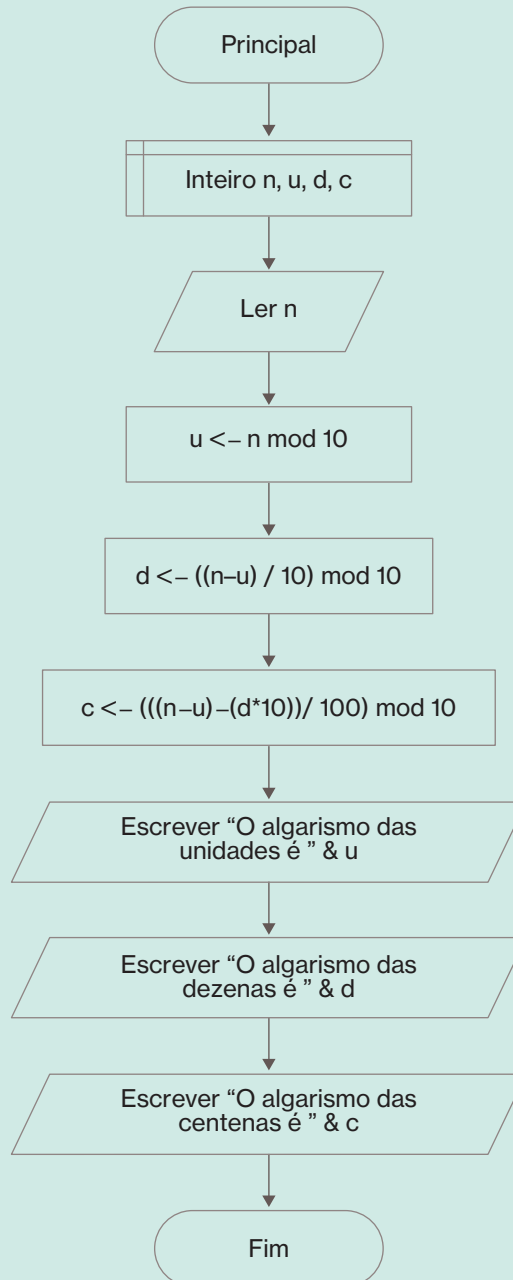 Principal
Inteiro n, u, d, c
Ler n
u <– n mod 10
d <– ((n–u) / 10) mod 10
c <– (((n–u)–(d*10))/ 100) mod 10
Escrever “O algarismo das
unidades é ” & u
Escrever “O algarismo das
dezenas é ” & d
Escrever “O algarismo das
centenas é ” & c
Fim